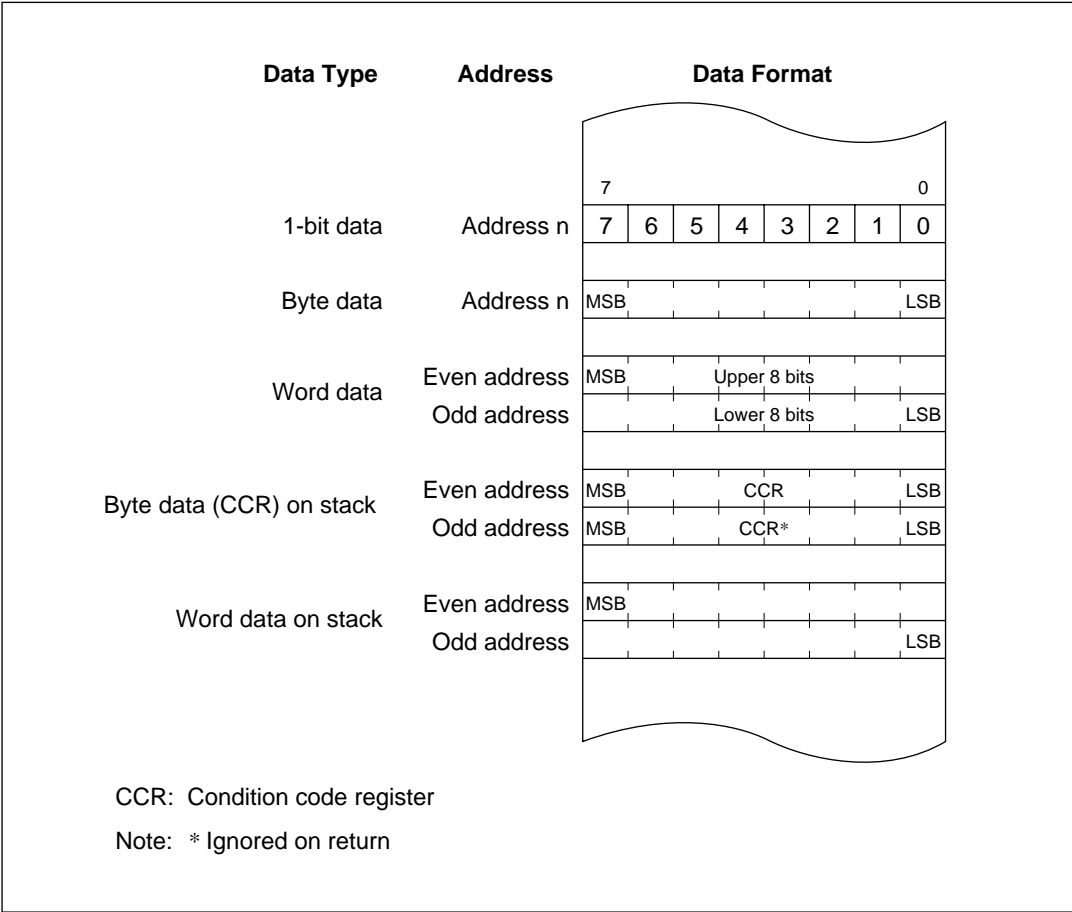 Data Type Address Data Format
7 0
1-bit data Address n 7 6 5 4 3 2 1 0
Byte data Address n MSB LSB
Word data
Even address MSB Upper 8 bits
Odd address Lower 8 bits LSB
Byte data (CCR) on stack
Even address MSB CCR LSB
Odd address MSB CCR* LSB
Word data on stack
Even address MSB
Odd address LSB
CCR: Condition code register
Note: * Ignored on return